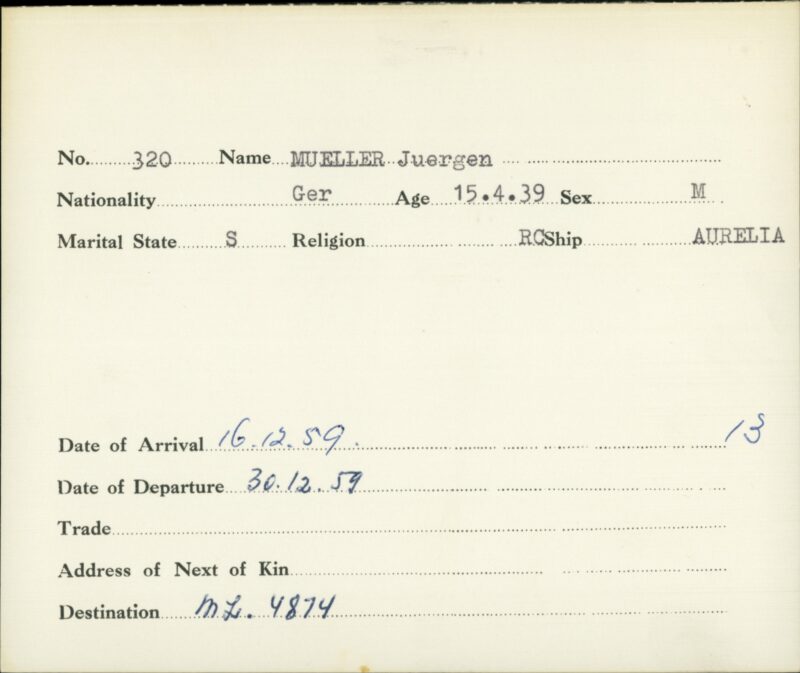 No. 320 Name MUELLER Juergen
Nationality Ger Age 15.4.39 Sex M
Marital State S Religion RC Ship AURELIA
Date of Arrival 16.12.59. 13
Date of Departure 30.12.59
Trade
Address of Next of Kin
Destination ML. 4874